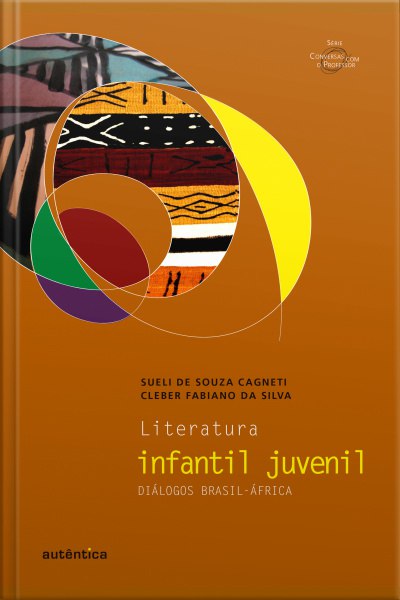 Série
Conversas com
o Professor
SUELI DE SOUZA CAGNETI
CLEBER FABIANO DA SILVA
Literatura
infantil juvenil
DIÁLOGOS BRASIL-ÁFRICA
autêntica